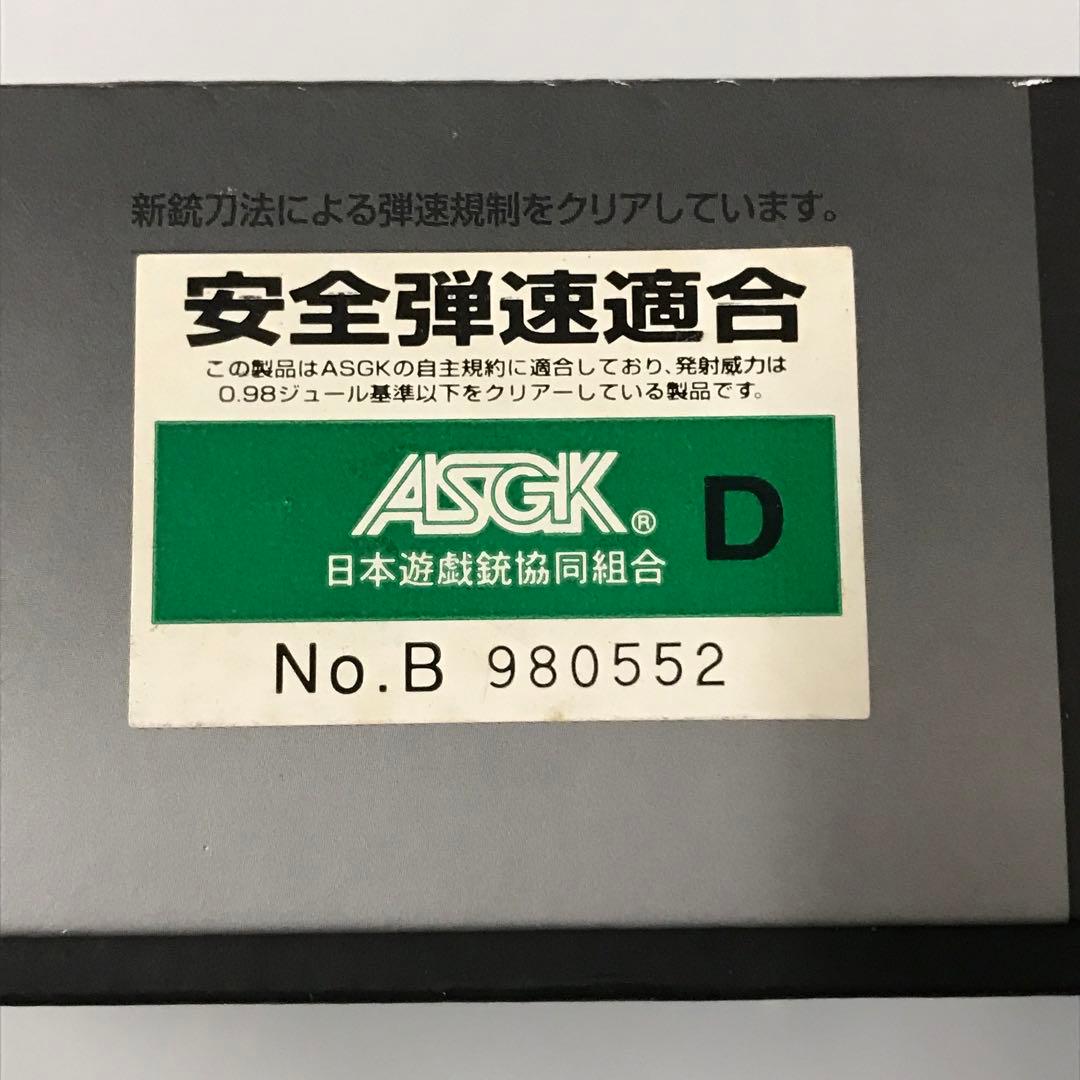 新銃刀法による弾速規制をクリアしています。
安全弾速適合
この製品はASGKの自主規約に適合しており、発射威力は
0.98ジュール基準以下をクリアーしている製品です。
ASGK® D
日本遊戯銃協同組合
No.B 980552